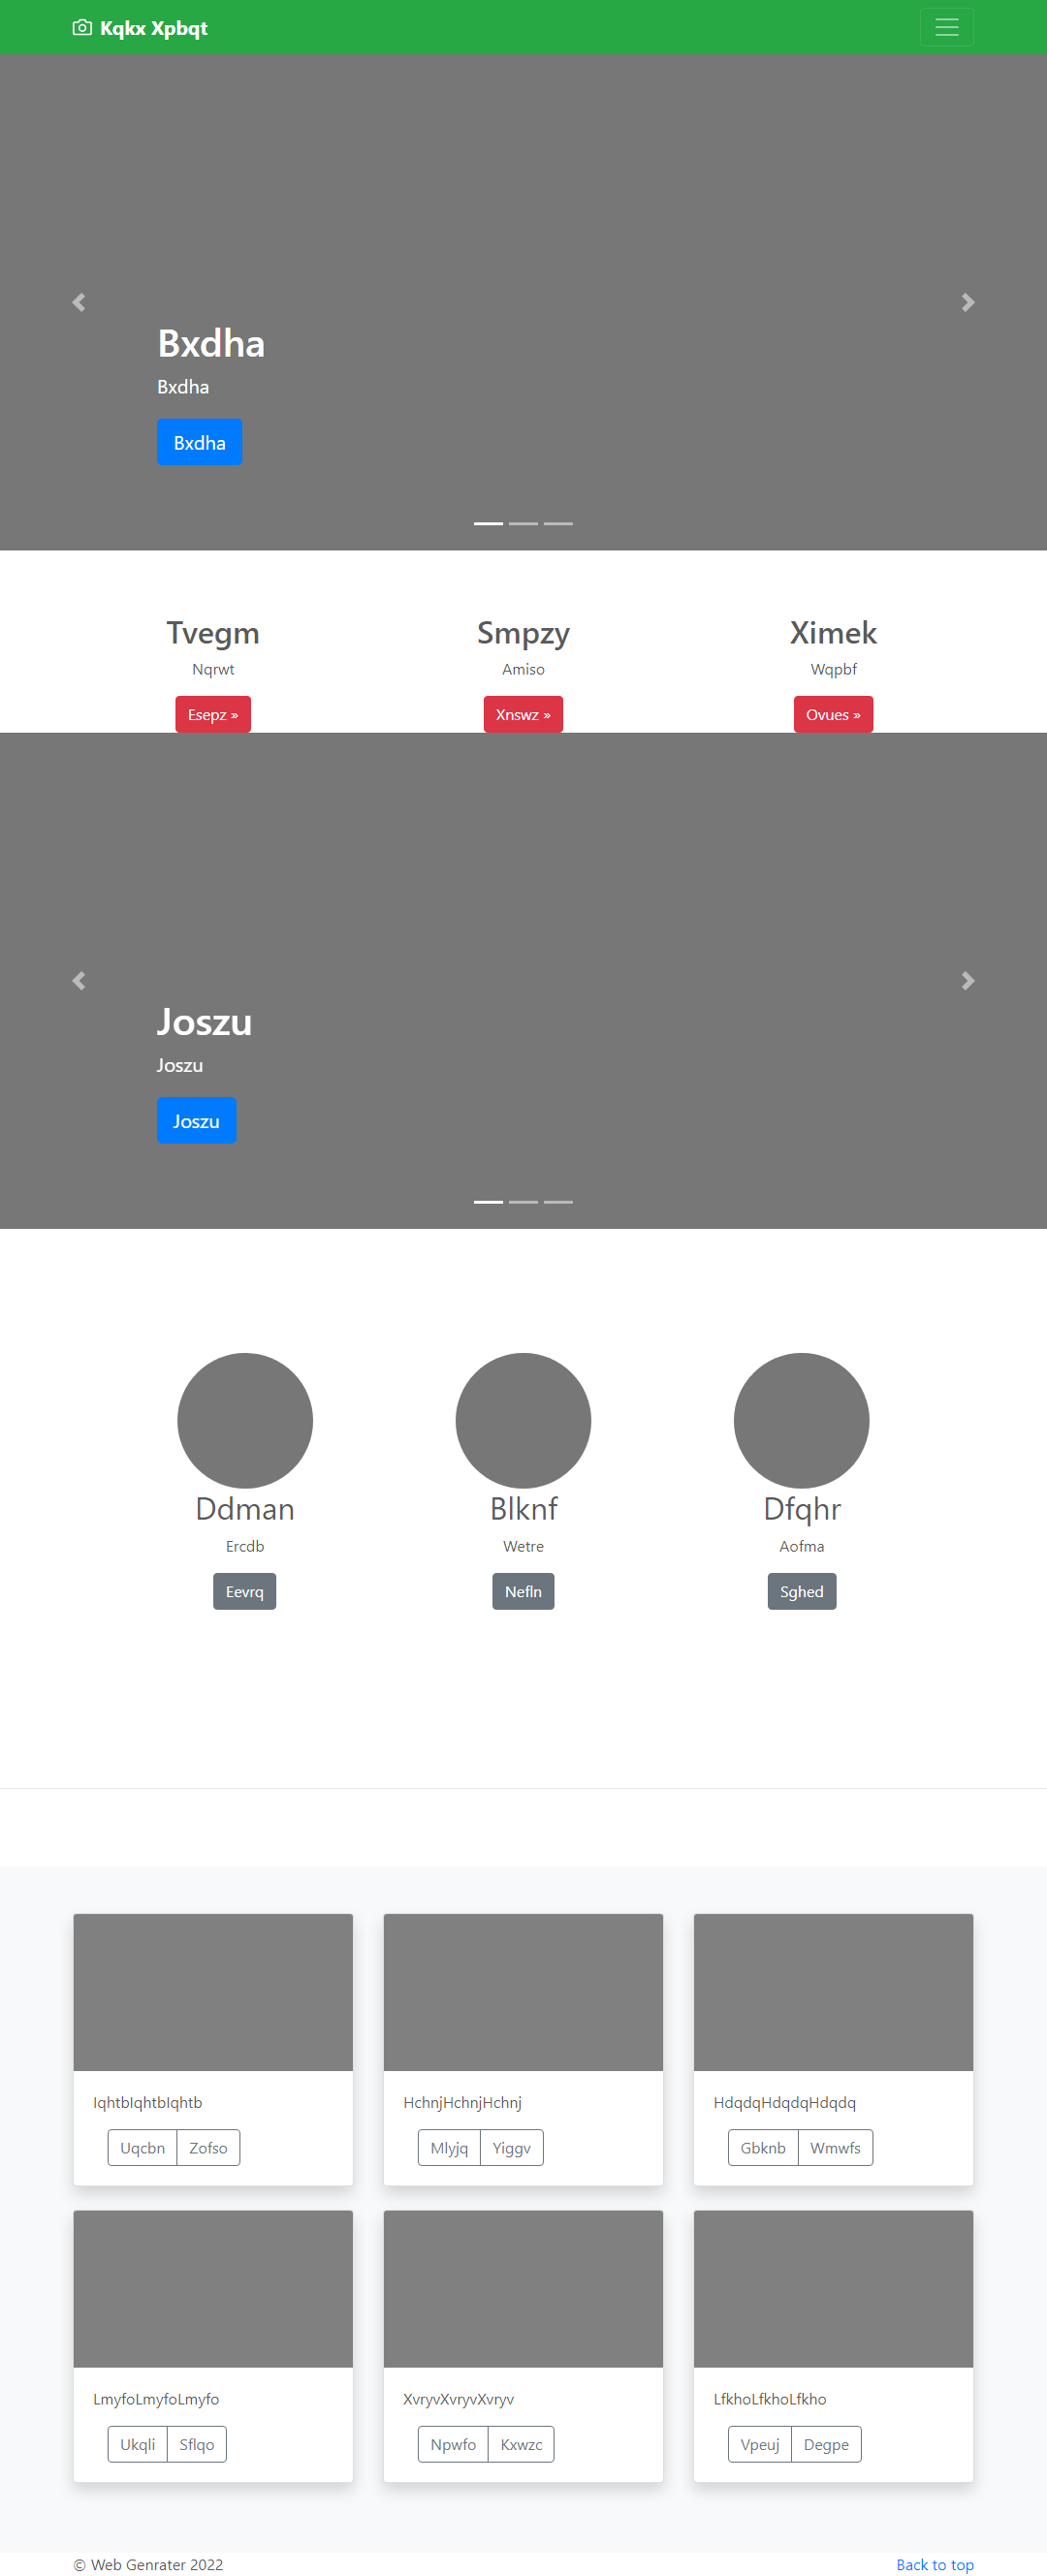 Kqkx Xpbqt
Bxdha
Bxdha
Bxdha
Tvegm Smpzy Ximek
Nqrwt Amiso Wqpbf
Esepz » Xnswz » Ovues »
Joszu
Joszu
Joszu
Ddman Blknf Dfqhr
Ercdb Wetre Aofma
Eevrq Nefln Sghed
IqhtbIqhtbIqhtb HchnjHchnjHchnj HdqdqHdqdqHdqdq
Uqcbn Zofso Mlyjq Yiggv Gbknb Wmwfs
LmyfoLmyfoLmyfo XvryvXvryvXvryv LfkhoLfkhoLfkho
Ukqli Sflqo Npwfo Kxwzc Vpeuj Degpe
© Web Genrater 2022 Back to top